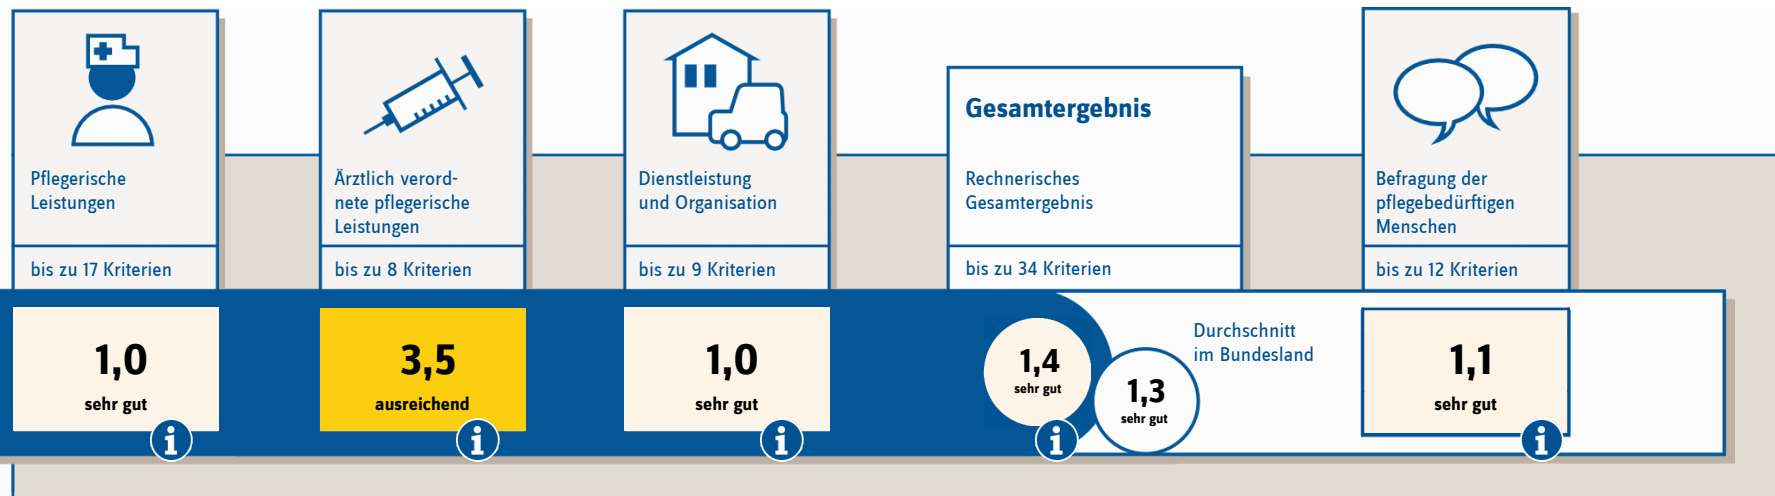 Pflegerische
Leistungen
bis zu 17 Kriterien
1,0
sehr gut
i
Ärztlich verord-
nete pflegerische
Leistungen
bis zu 8 Kriterien
3,5
ausreichend
i
Dienstleistung
und Organisation
bis zu 9 Kriterien
1,0
sehr gut
i
Gesamtergebnis
Rechnerisches
Gesamtergebnis
bis zu 34 Kriterien
1,4
sehr gut
i
1,3
sehr gut
Durchschnitt
im Bundesland
Befragung der
pflegebedürftigen
Menschen
bis zu 12 Kriterien
1,1
sehr gut
i